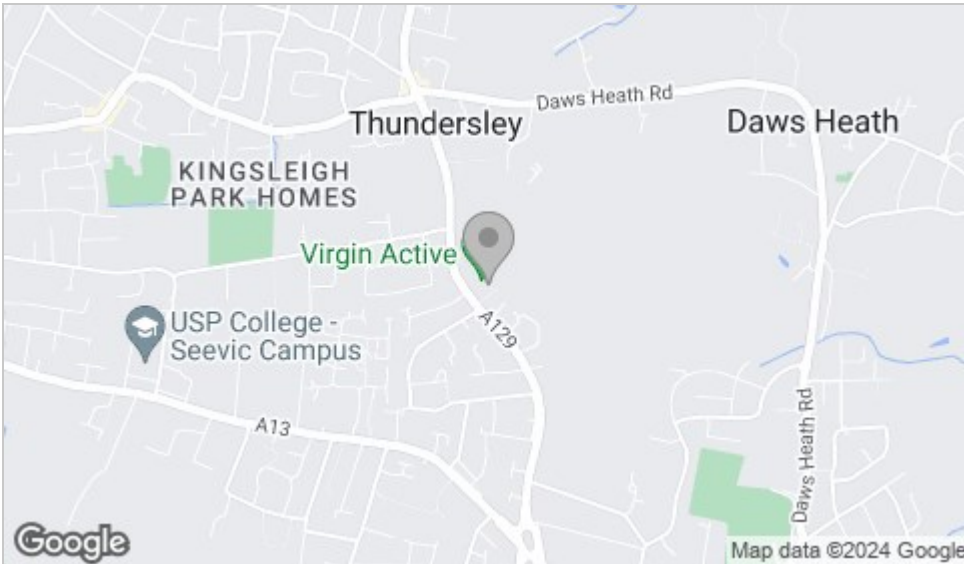 Daws Heath Rd
Thundersley
Daws Heath
KINGSLEIGH
PARK HOMES
Virgin Active
USP College -
Seevic Campus
A129
A13
Daws Heath Rd
Google
Map data ©2024 Google